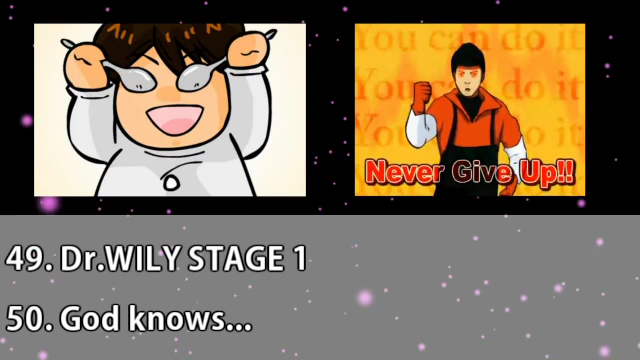 You can do it
You can do it
You can do it
Never Give Up!!
49. Dr.WILY STAGE 1
50. God knows...